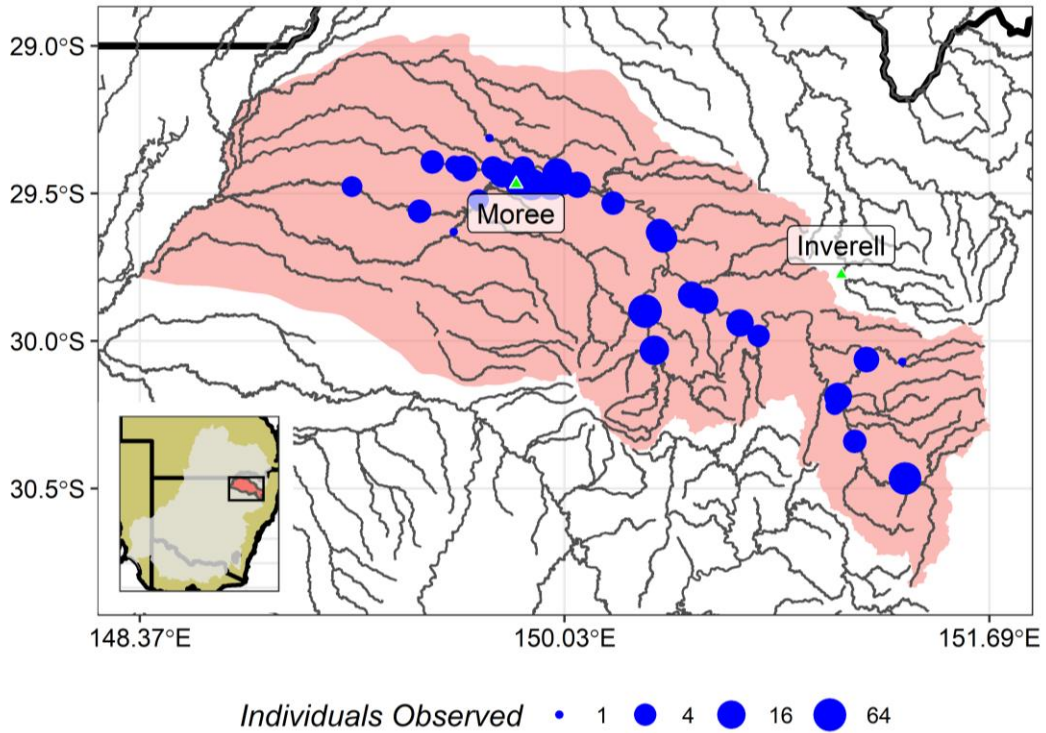 29.0°S
29.5°S
Moree
Inverell
30.0°S
30.5°S
148.37°E 150.03°E 151.69°E
Individuals Observed 1 4 16 64